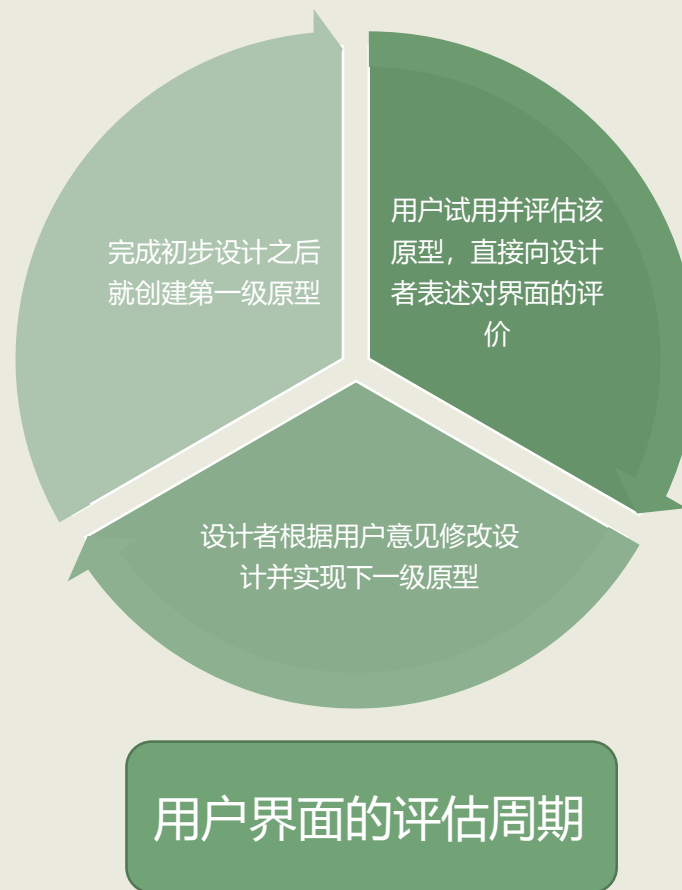 完成初步设计之后
就创建第一级原型
用户试用并评估该
原型，直接向设计
者表述对界面的评
价
设计者根据用户意见修改设
计并实现下一级原型
用户界面的评估周期